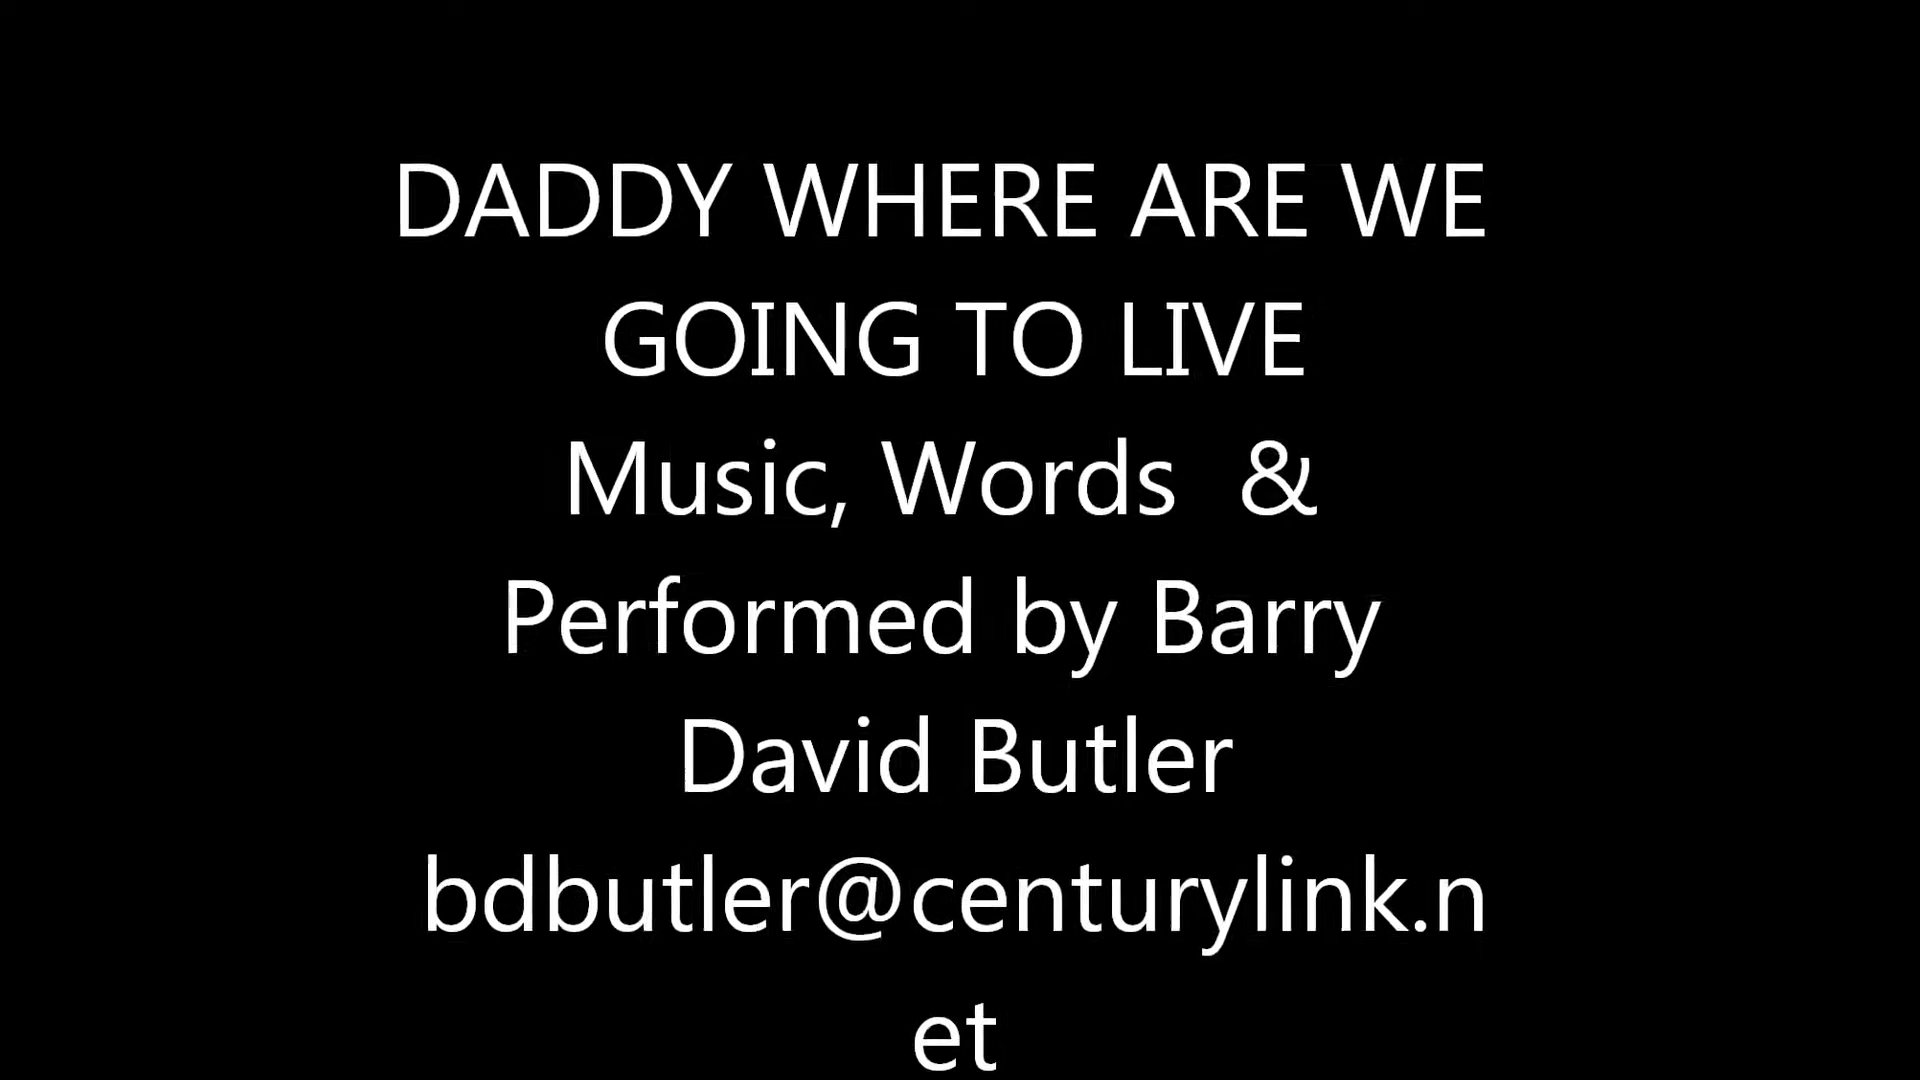 DADDY WHERE ARE WE
GOING TO LIVE
Music, Words  &
Performed by Barry
David Butler
bdbutler@centurylink.n
et